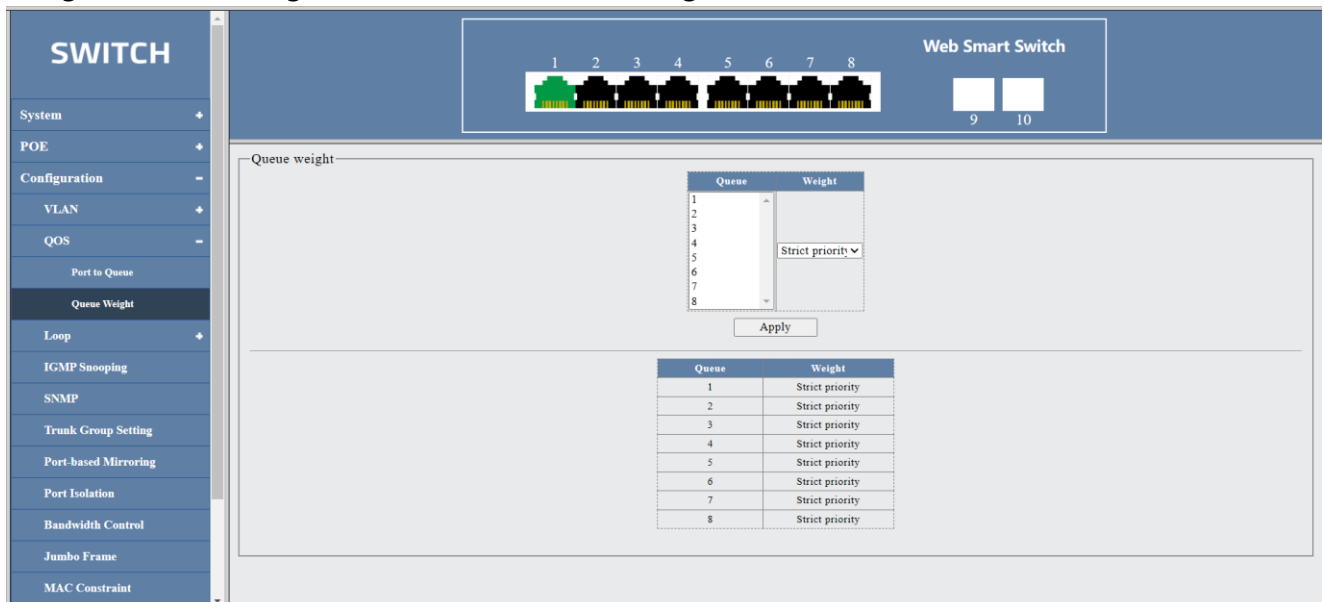 SWITCH
System
POE
Configuration
VLAN
QOS
Port to Queue
Queue Weight
Loop
IGMP Snooping
SNMP
Trunk Group Setting
Port-based Mirroring
Port Isolation
Bandwidth Control
Jumbo Frame
MAC Constraint
1 2 3 4 5 6 7 8
Web Smart Switch
9 10
Queue weight
Queue Weight
1
2
3
4
5
6
7
8
Strict priority
Apply
Queue Weight
1 Strict priority
2 Strict priority
3 Strict priority
4 Strict priority
5 Strict priority
6 Strict priority
7 Strict priority
8 Strict priority